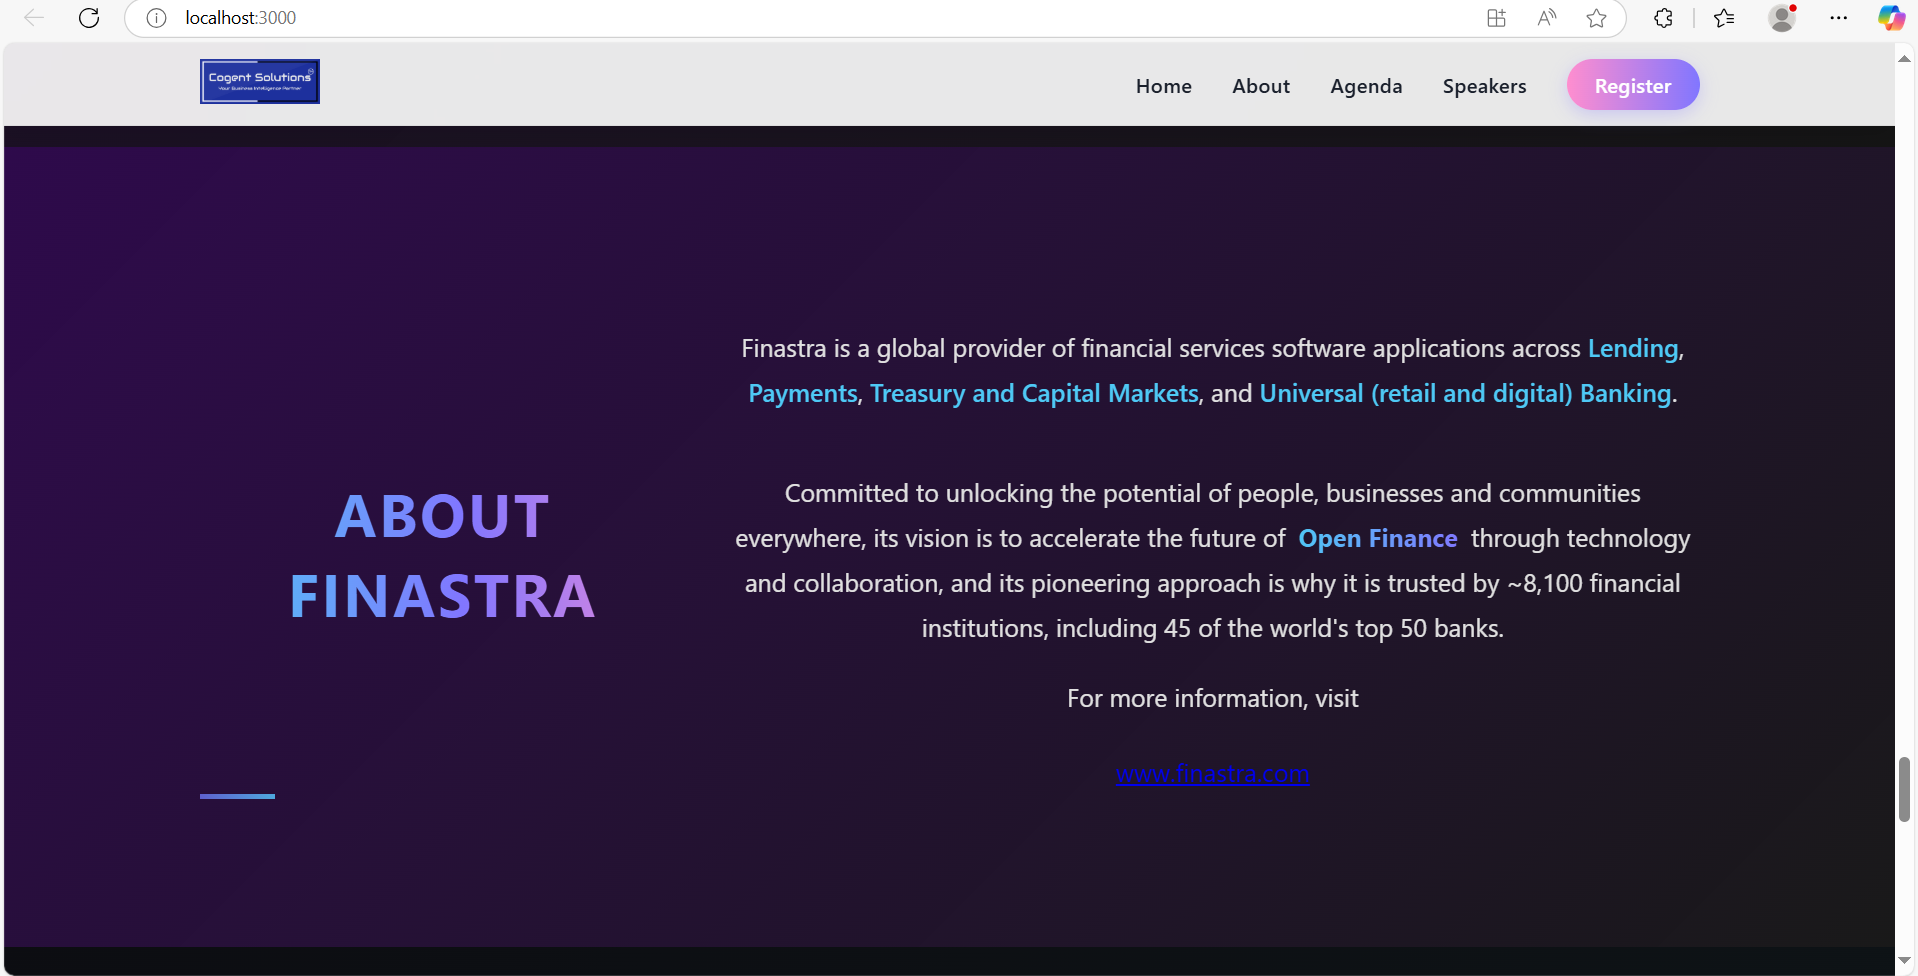 localhost:3000
Cogent Solutions
Your Business Intelligence Partner
Home About Agenda Speakers Register
Finastra is a global provider of financial services software applications across Lending,
Payments, Treasury and Capital Markets, and Universal (retail and digital) Banking.
ABOUT
FINASTRA
Committed to unlocking the potential of people, businesses and communities
everywhere, its vision is to accelerate the future of Open Finance through technology
and collaboration, and its pioneering approach is why it is trusted by ~8,100 financial
institutions, including 45 of the world's top 50 banks.
For more information, visit
www.finastra.com